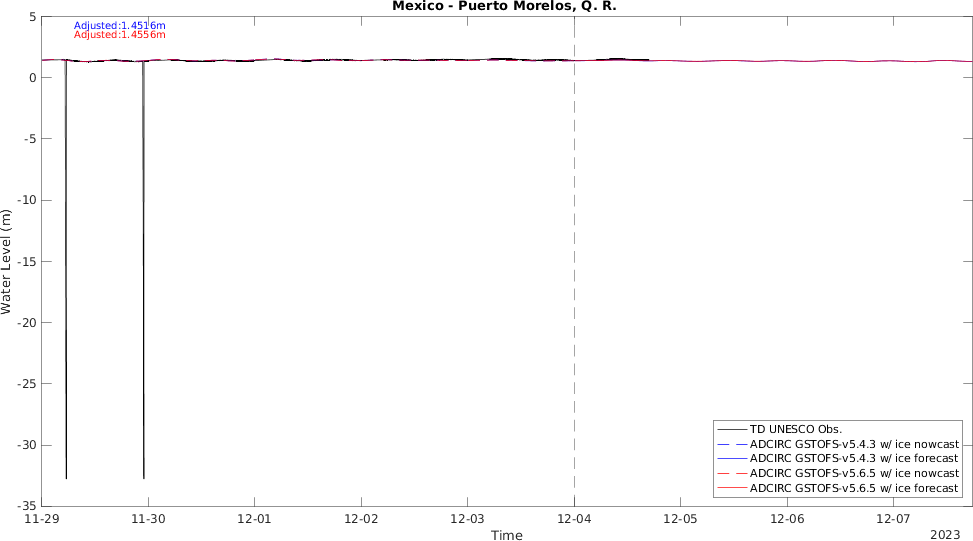 Mexico - Puerto Morelos, Q. R.
Adjusted:1.4516m
Adjusted:1.4556m
5
0
-5
-10
-15
-20
-25
-30
-35
Water Level (m)
TD UNESCO Obs.
ADCIRC GSTOFS-v5.4.3 w/ ice nowcast
ADCIRC GSTOFS-v5.4.3 w/ ice forecast
ADCIRC GSTOFS-v5.6.5 w/ ice nowcast
ADCIRC GSTOFS-v5.6.5 w/ ice forecast
11-29 11-30 12-01 12-02 12-03 12-04 12-05 12-06 12-07
Time
2023